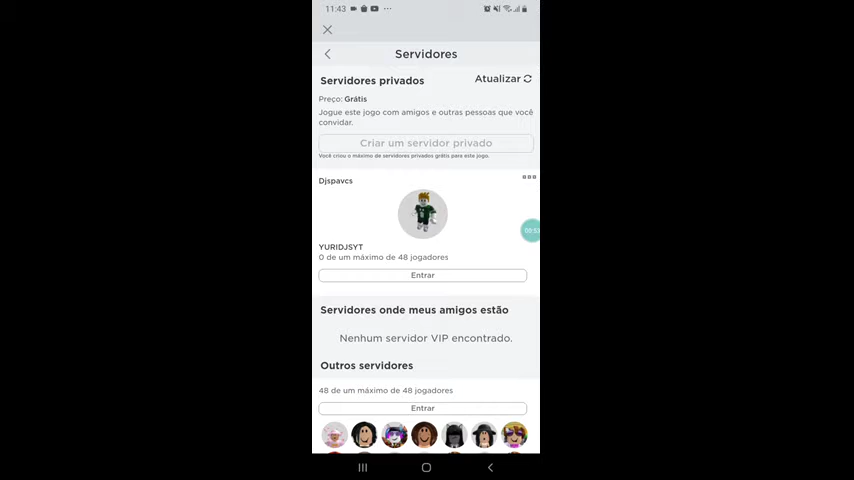 11:43
Servidores
Servidores privados
Atualizar
Preço: Grátis
Jogue este jogo com amigos e outras pessoas que você
convidar.
Criar um servidor privado
Você criou o máximo de servidores privados grátis para este jogo.
Djspavcs
00:53
YURIDJSYT
0 de um máximo de 48 jogadores
Entrar
Servidores onde meus amigos estão
Nenhum servidor VIP encontrado.
Outros servidores
48 de um máximo de 48 jogadores
Entrar